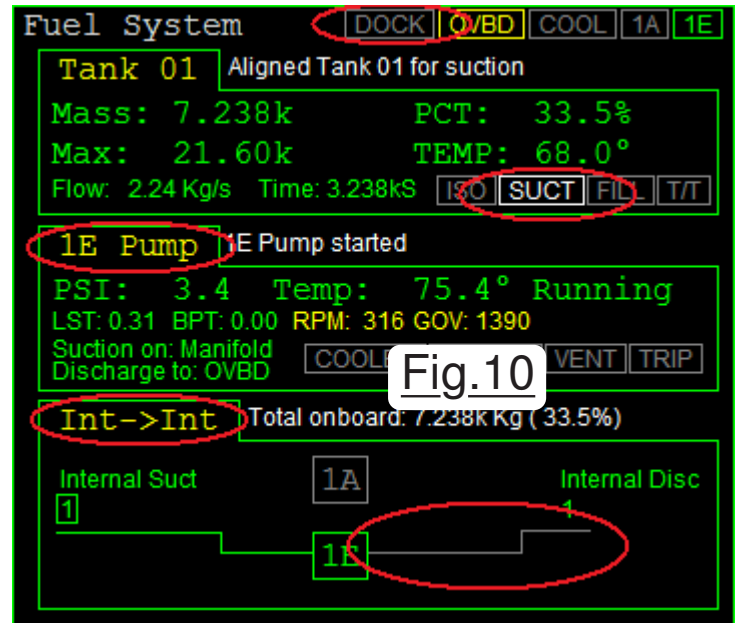 Fuel System DOCK OVBD COOL 1A 1E
Tank 01 Aligned Tank 01 for suction
Mass: 7.238k PCT: 33.5%
Max: 21.60k TEMP: 68.0°
Flow: 2.24 Kg/s Time: 3.238kS ISO SUCT FILL T/T
1E Pump 1E Pump started
PSI: 3.4 Temp: 75.4° Running
LST: 0.31 BPT: 0.00 RPM: 316 GOV: 1390
Suction on: Manifold
Discharge to: OVBD VENT TRIP
Fig.10
Int->Int Total onboard: 7.238k Kg ( 33.5%)
Internal Suct 1A Internal Disc
1 1
1E